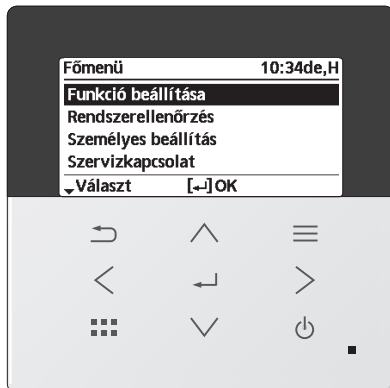 Főmenü 10:34de,H
Funkció beállítása
Rendszerellenőrzés
Személyes beállítás
Szervizkapcsolat
Választ [↵]OK